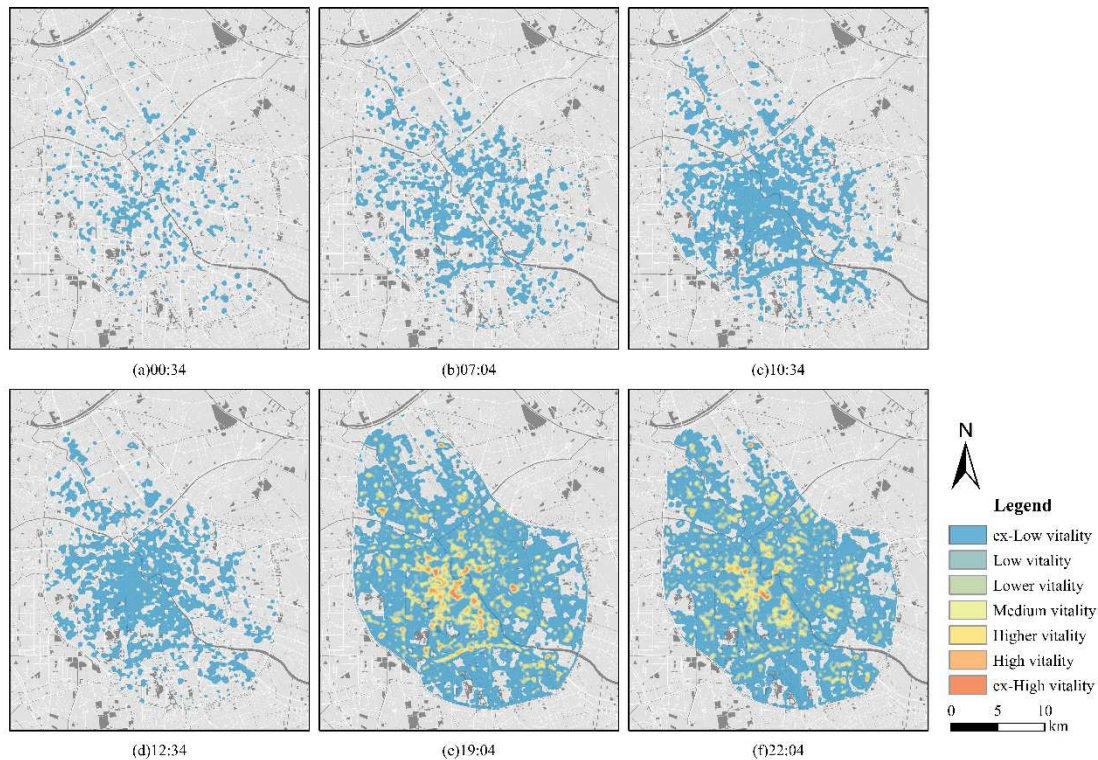 (a)00:34
(b)07:04
(c)10:34
N
Legend
ex-Low vitality
Low vitality
Lower vitality
Medium vitality
Higher vitality
High vitality
ex-High vitality
0 5 10
km
(d)12:34
(e)19:04
(f)22:04